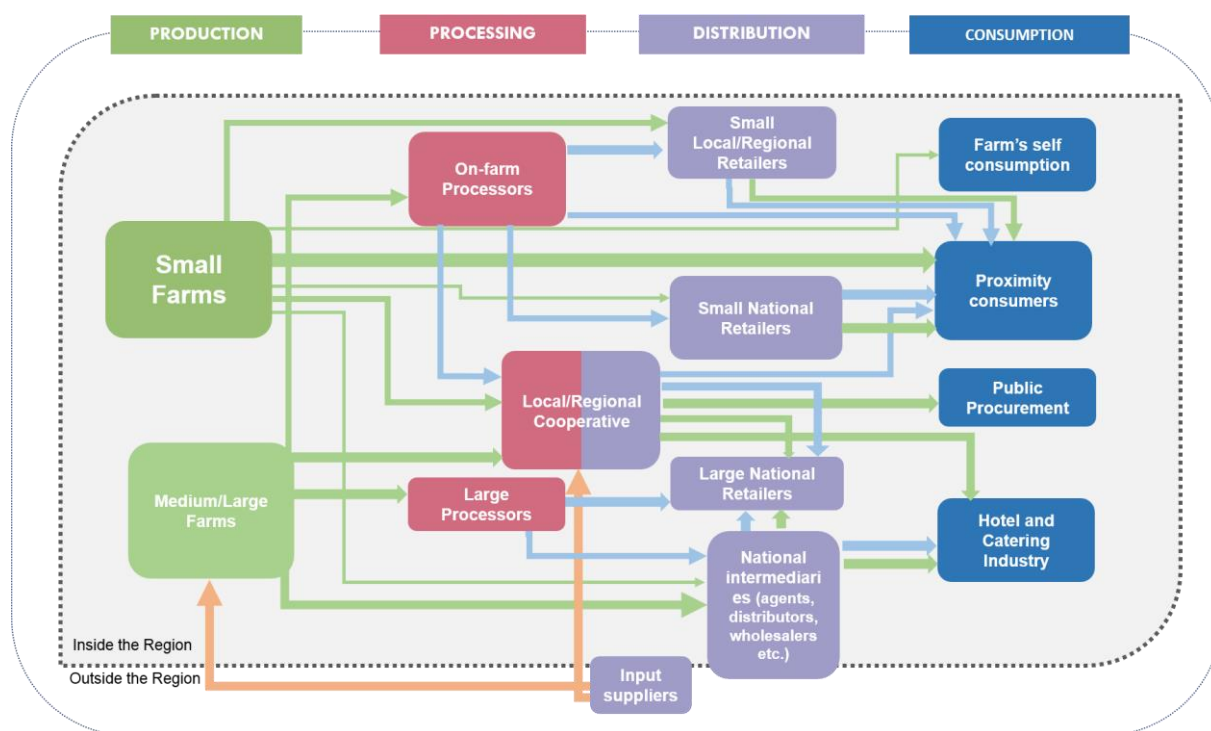 PRODUCTION
PROCESSING
DISTRIBUTION
CONSUMPTION
Small
Local/Regional
Retailers
Farm's self
consumption
On-farm
Processors
Small
Farms
Proximity
consumers
Small National
Retailers
Local/Regional
Cooperative
Public
Procurement
Medium/Large
Farms
Large
Processors
Large National
Retailers
Hotel and
Catering
Industry
National
intermediari
es (agents,
distributors,
wholesalers
etc.)
Inside the Region
Outside the Region
Input
suppliers